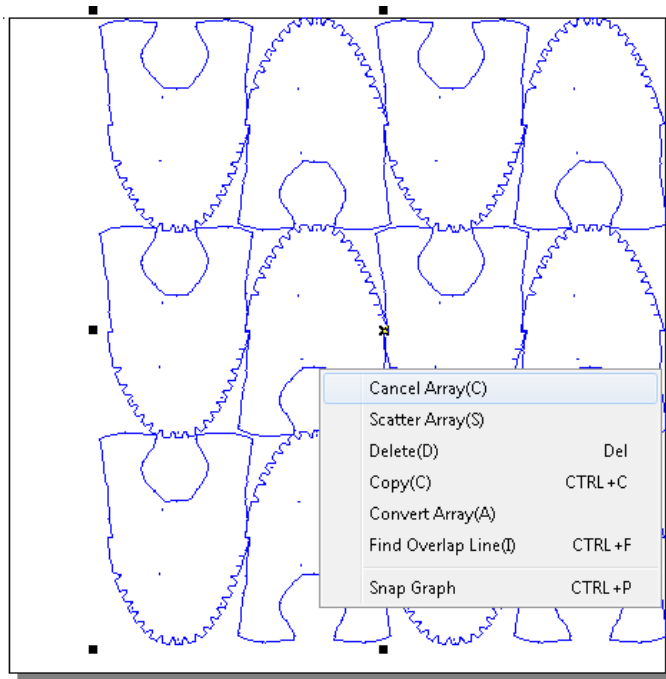 Cancel Array(C)
Scatter Array(S)
Delete(D) Del
Copy(C) CTRL+C
Convert Array(A)
Find Overlap Line(I) CTRL+F
Snap Graph CTRL+P